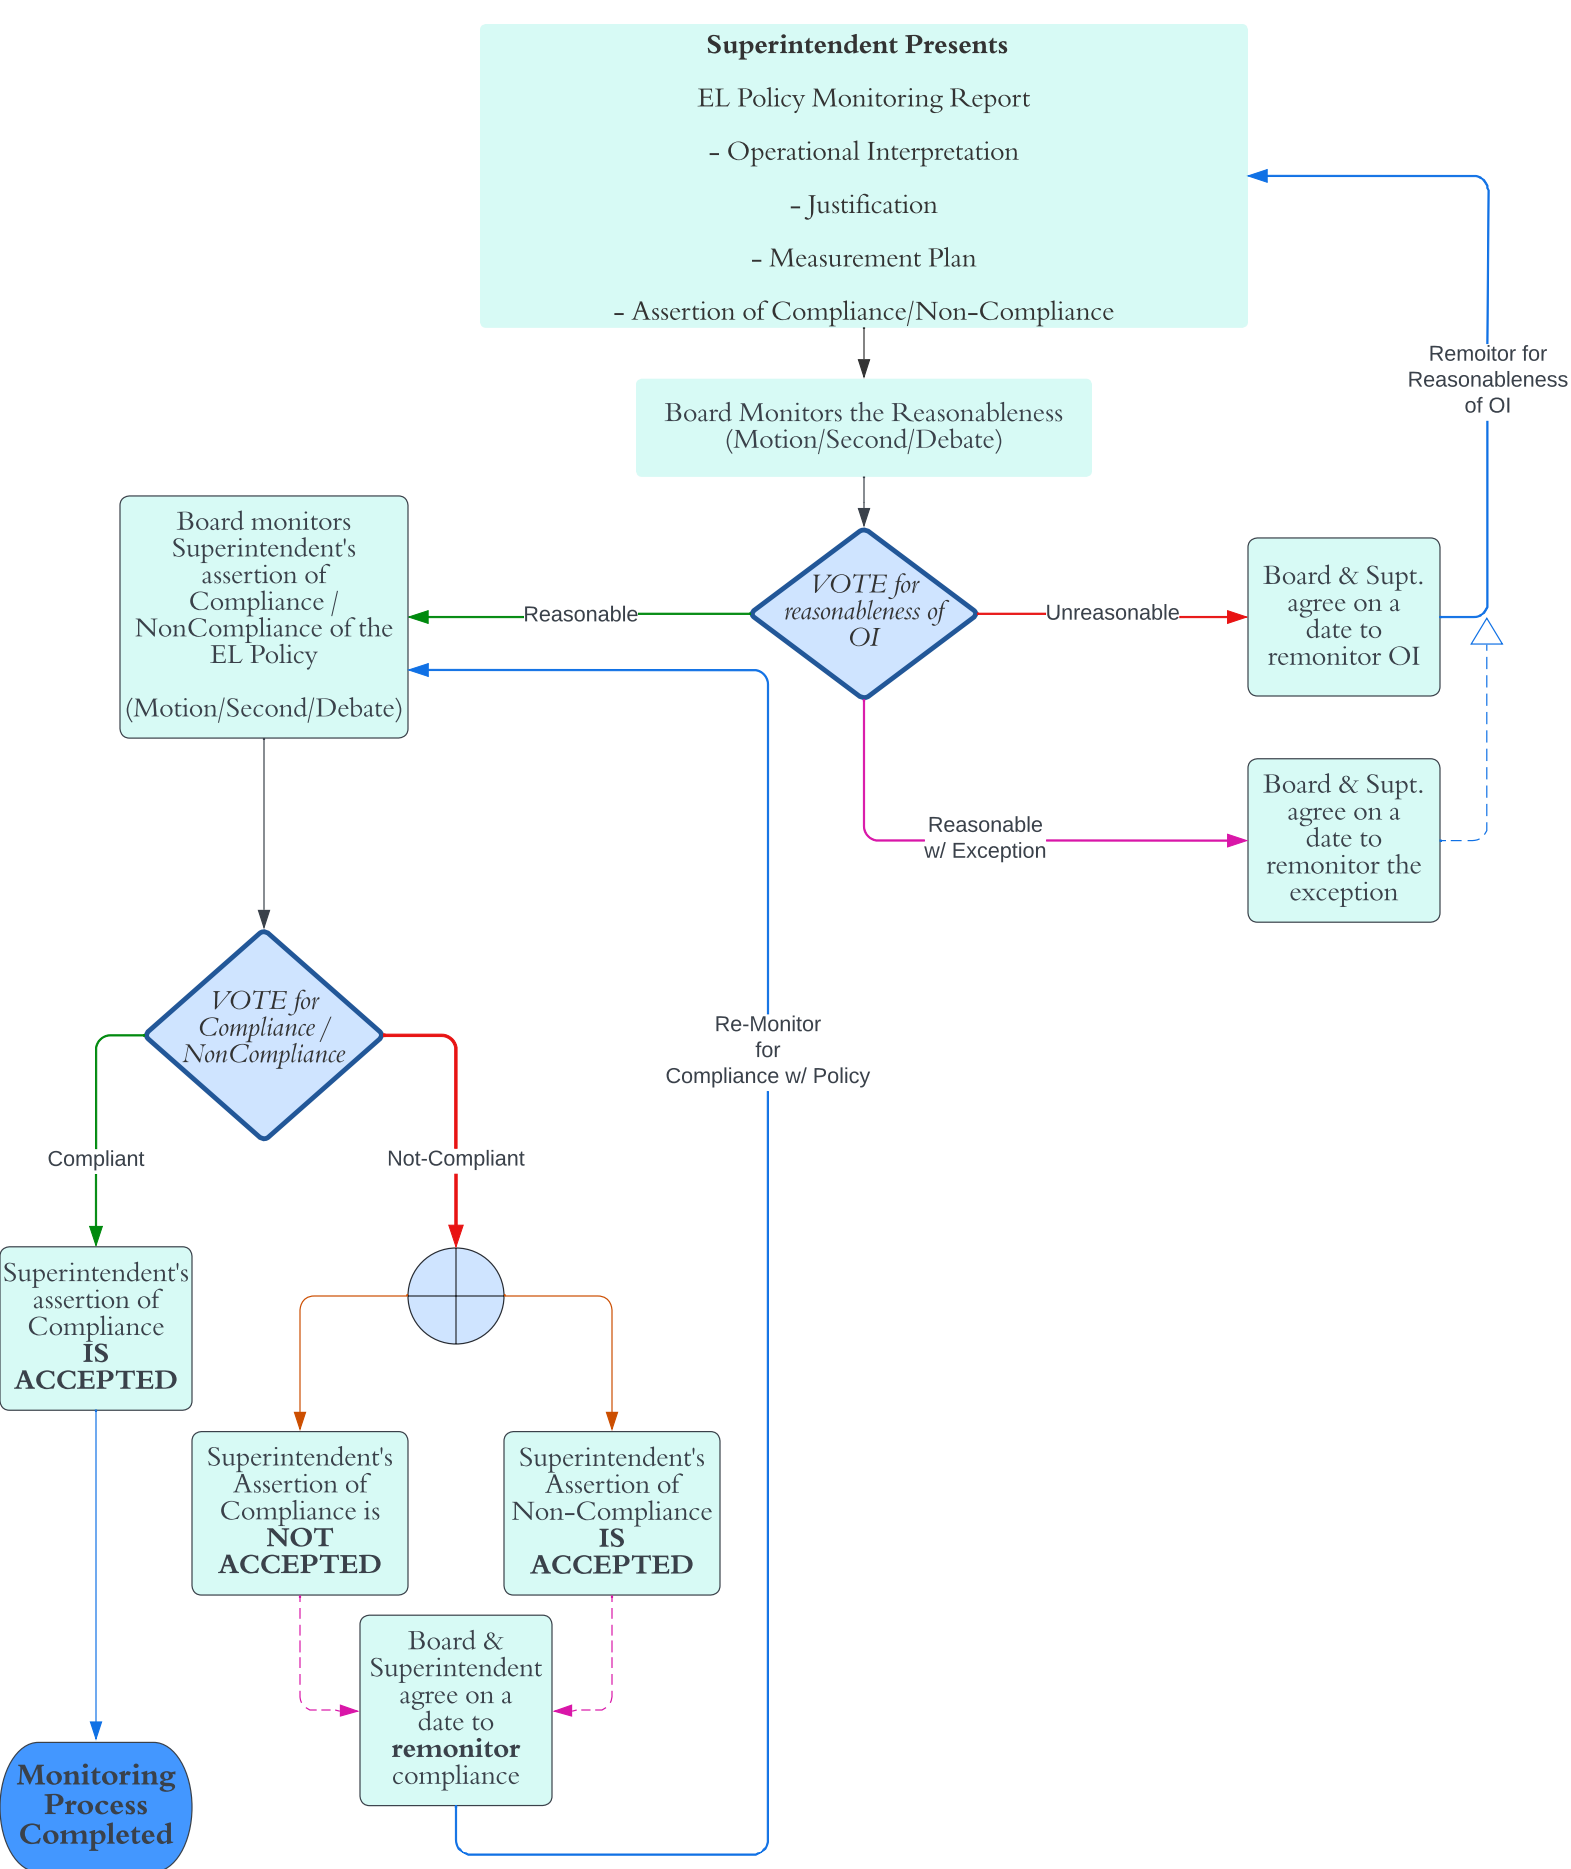 Superintendent Presents
EL Policy Monitoring Report
- Operational Interpretation
- Justification
- Measurement Plan
- Assertion of Compliance/Non-Compliance
Remoitor for
Reasonableness
of OI
Board Monitors the Reasonableness
(Motion/Second/Debate)
Board monitors
Superintendent's
assertion of
Compliance /
NonCompliance of the
EL Policy
(Motion/Second/Debate)
Reasonable
VOTE for
reasonableness of
OI
Unreasonable
Board & Supt.
agree on a
date to
remonitor OI
Reasonable
w/ Exception
Board & Supt.
agree on a
date to
remonitor the
exception
VOTE for
Compliance /
NonCompliance
Re-Monitor
for
Compliance w/ Policy
Compliant
Not-Compliant
Superintendent's
assertion of
Compliance
IS
ACCEPTED
Superintendent's
Assertion of
Compliance is
NOT
ACCEPTED
Superintendent's
Assertion of
Non-Compliance
IS
ACCEPTED
Board &
Superintendent
agree on a
date to
remonitor
compliance
Monitoring
Process
Completed